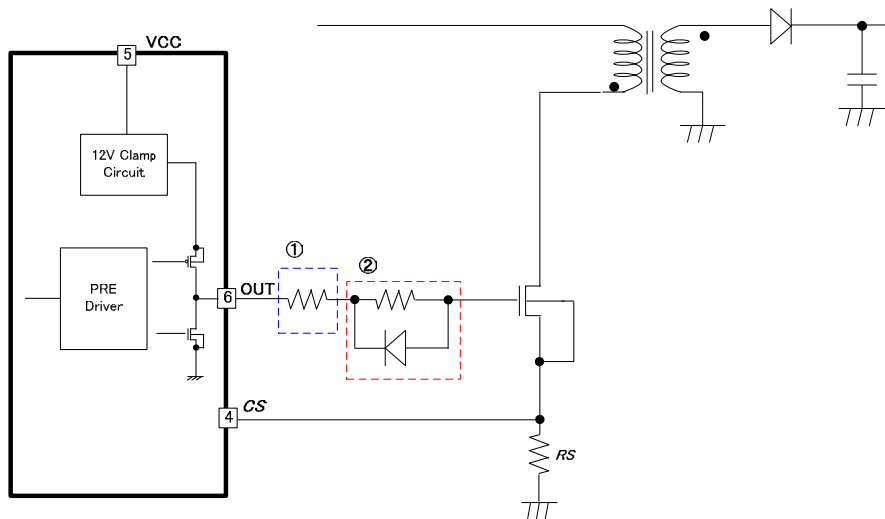 5
VCC
12V Clamp
Circuit
PRE
Driver
6
OUT
①
②
4
CS
RS